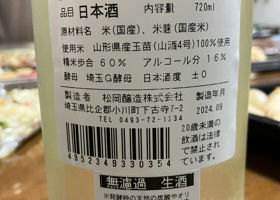 品目 日本酒 内容量 720ml
原材料名 米(国産)、米麹(国産米)
使用米 山形県産玉苗(山酒4号)100%使用
精米歩合 60% アルコール分 16%
酵母 埼玉G酵母 日本酒度 ±0
製造者 松岡醸造株式会社
埼玉県比企郡小川町下古寺7-2
TEL 0493-72-1234
製造年月
2024.09
20歳未満の
飲酒は法律
で禁止され
ています。
4952349330354
無濾過 生酒